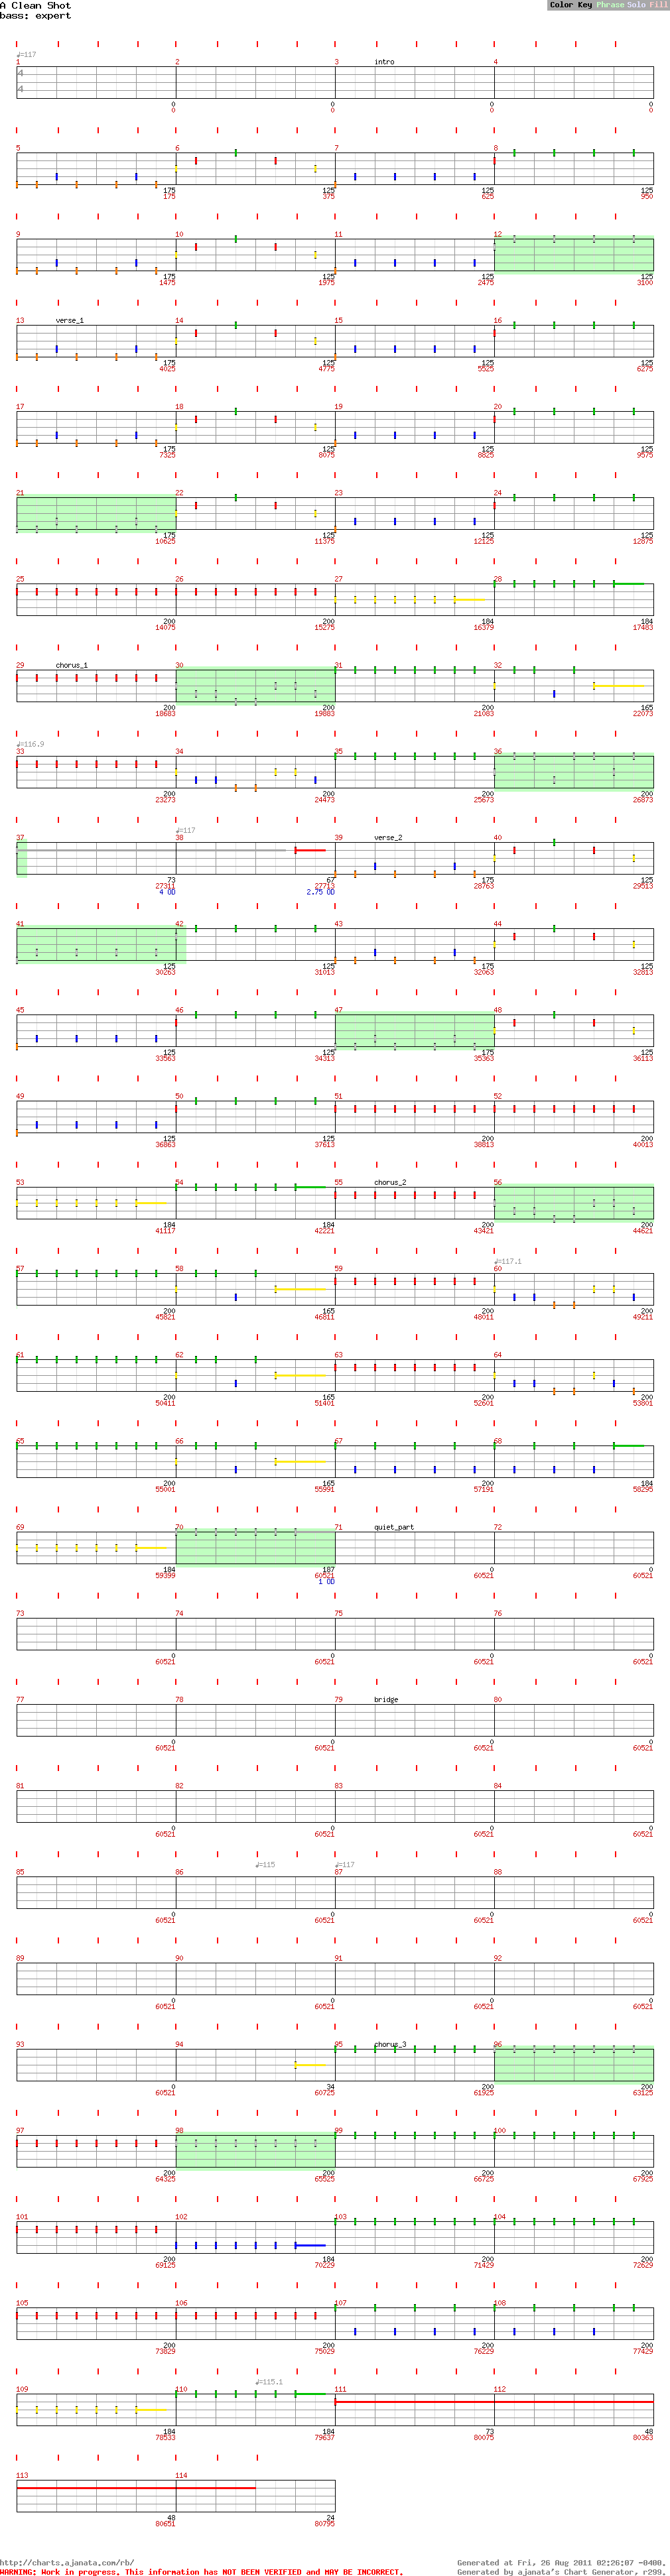 A Clean Shot
bass: expert
Color Key Phrase Solo Fill
♩=117
1 2 3 intro 4
4
4
0 0 0 0
0 0 0 0
5 6 7 8
175 125 125 125
175 375 625 950
9 10 11 12
175 125 125 125
1475 1975 2475 3100
13 verse_1 14 15 16
175 125 125 125
4025 4775 5525 6275
17 18 19 20
175 125 125 125
7325 8075 8825 9575
21 22 23 24
175 125 125 125
10625 11375 12125 12875
25 26 27 28
200 200 184 184
14075 15275 16379 17483
29 chorus_1 30 31 32
200 200 200 165
18683 19883 21083 22073
♩=116.9
33 34 35 36
200 200 200 200
23273 24473 25673 26873
♩=117
37 38 39 verse_2 40
73 67 175 125
27311 27713 28763 29513
4 OD 2.75 OD
41 42 43 44
125 125 175 125
30263 31013 32063 32813
45 46 47 48
125 125 175 125
33563 34313 35363 36113
49 50 51 52
125 125 200 200
36863 37613 38813 40013
53 54 55 chorus_2 56
184 184 200 200
41117 42221 43421 44621
♩=117.1
57 58 59 60
200 165 200 200
45821 46811 48011 49211
61 62 63 64
200 165 200 200
50411 51401 52601 53801
65 66 67 68
200 165 200 184
55001 55991 57191 58295
69 70 71 quiet_part 72
184 187 0 0
59399 60521 60521 60521
1 OD
73 74 75 76
0 0 0 0
60521 60521 60521 60521
77 78 79 bridge 80
0 0 0 0
60521 60521 60521 60521
81 82 83 84
0 0 0 0
60521 60521 60521 60521
♩=115 ♩=117
85 86 87 88
0 0 0 0
60521 60521 60521 60521
89 90 91 92
0 0 0 0
60521 60521 60521 60521
93 94 95 chorus_3 96
0 34 200 200
60521 60725 61925 63125
97 98 99 100
200 200 200 200
64325 65525 66725 67925
101 102 103 104
200 184 200 200
69125 70229 71429 72629
105 106 107 108
200 200 200 200
73829 75029 76229 77429
♩=115.1
109 110 111 112
184 184 73 48
78533 79637 80075 80363
113 114
48 24
80651 80795
http://charts.ajanata.com/rb/ Generated at Fri, 26 Aug 2011 02:26:07 -0400.
WARNING: Work in progress. This information has NOT BEEN VERIFIED and MAY BE INCORRECT. Generated by ajanata's Chart Generator, r299.